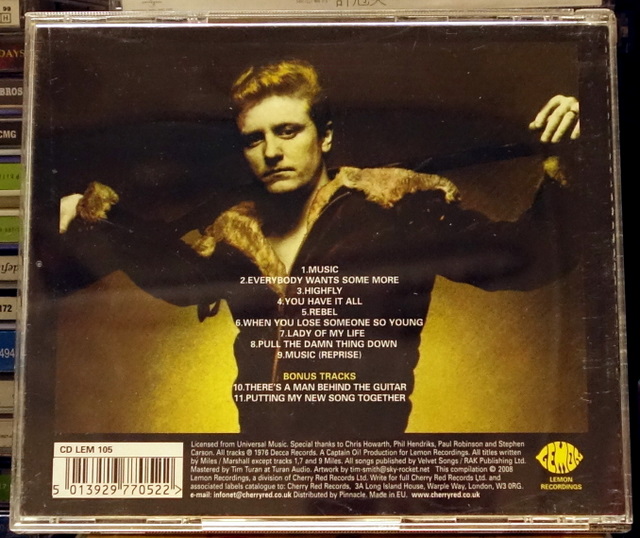 1.MUSIC
2.EVERYBODY WANTS SOME MORE
3.HIGHFLY
4.YOU HAVE IT ALL
5.REBEL
6.WHEN YOU LOSE SOMEONE SO YOUNG
7.LADY OF MY LIFE
8.PULL THE DAMN THING DOWN
9.MUSIC (REPRISE)
BONUS TRACKS
10.THERE'S A MAN BEHIND THE GUITAR
11.PUTTING MY NEW SONG TOGETHER
CD LEM 105
5 013929 770522 >
Licensed from Universal Music. Special thanks to Chris Howarth, Phil Hendriks, Paul Robinson and Stephen
Carson. All tracks ℗ 1976 Decca Records. A Captain Oi! Production for Lemon Recordings. All titles written
by Miles / Marshall except tracks 1,7 and 9 Miles. All songs published by Velvet Songs / RAK Publishing Ltd.
Mastered by Tim Turan at Turan Audio. Artwork by tim-smith@sky-rocket.net This compilation ℗ 2008
Lemon Recordings, a division of Cherry Red Records Ltd. Write for full Cherry Red Records Ltd. and
associated labels catalogue to: Cherry Red Records, 3A Long Island House, Warple Way, London, W3 0RG.
e-mail: infonet@cherryred.co.uk Distributed by Pinnacle. Made in EU. www.cherryred.co.uk
LEMON
LEMON
RECORDINGS
DAYS
BROS
CMG
172
494